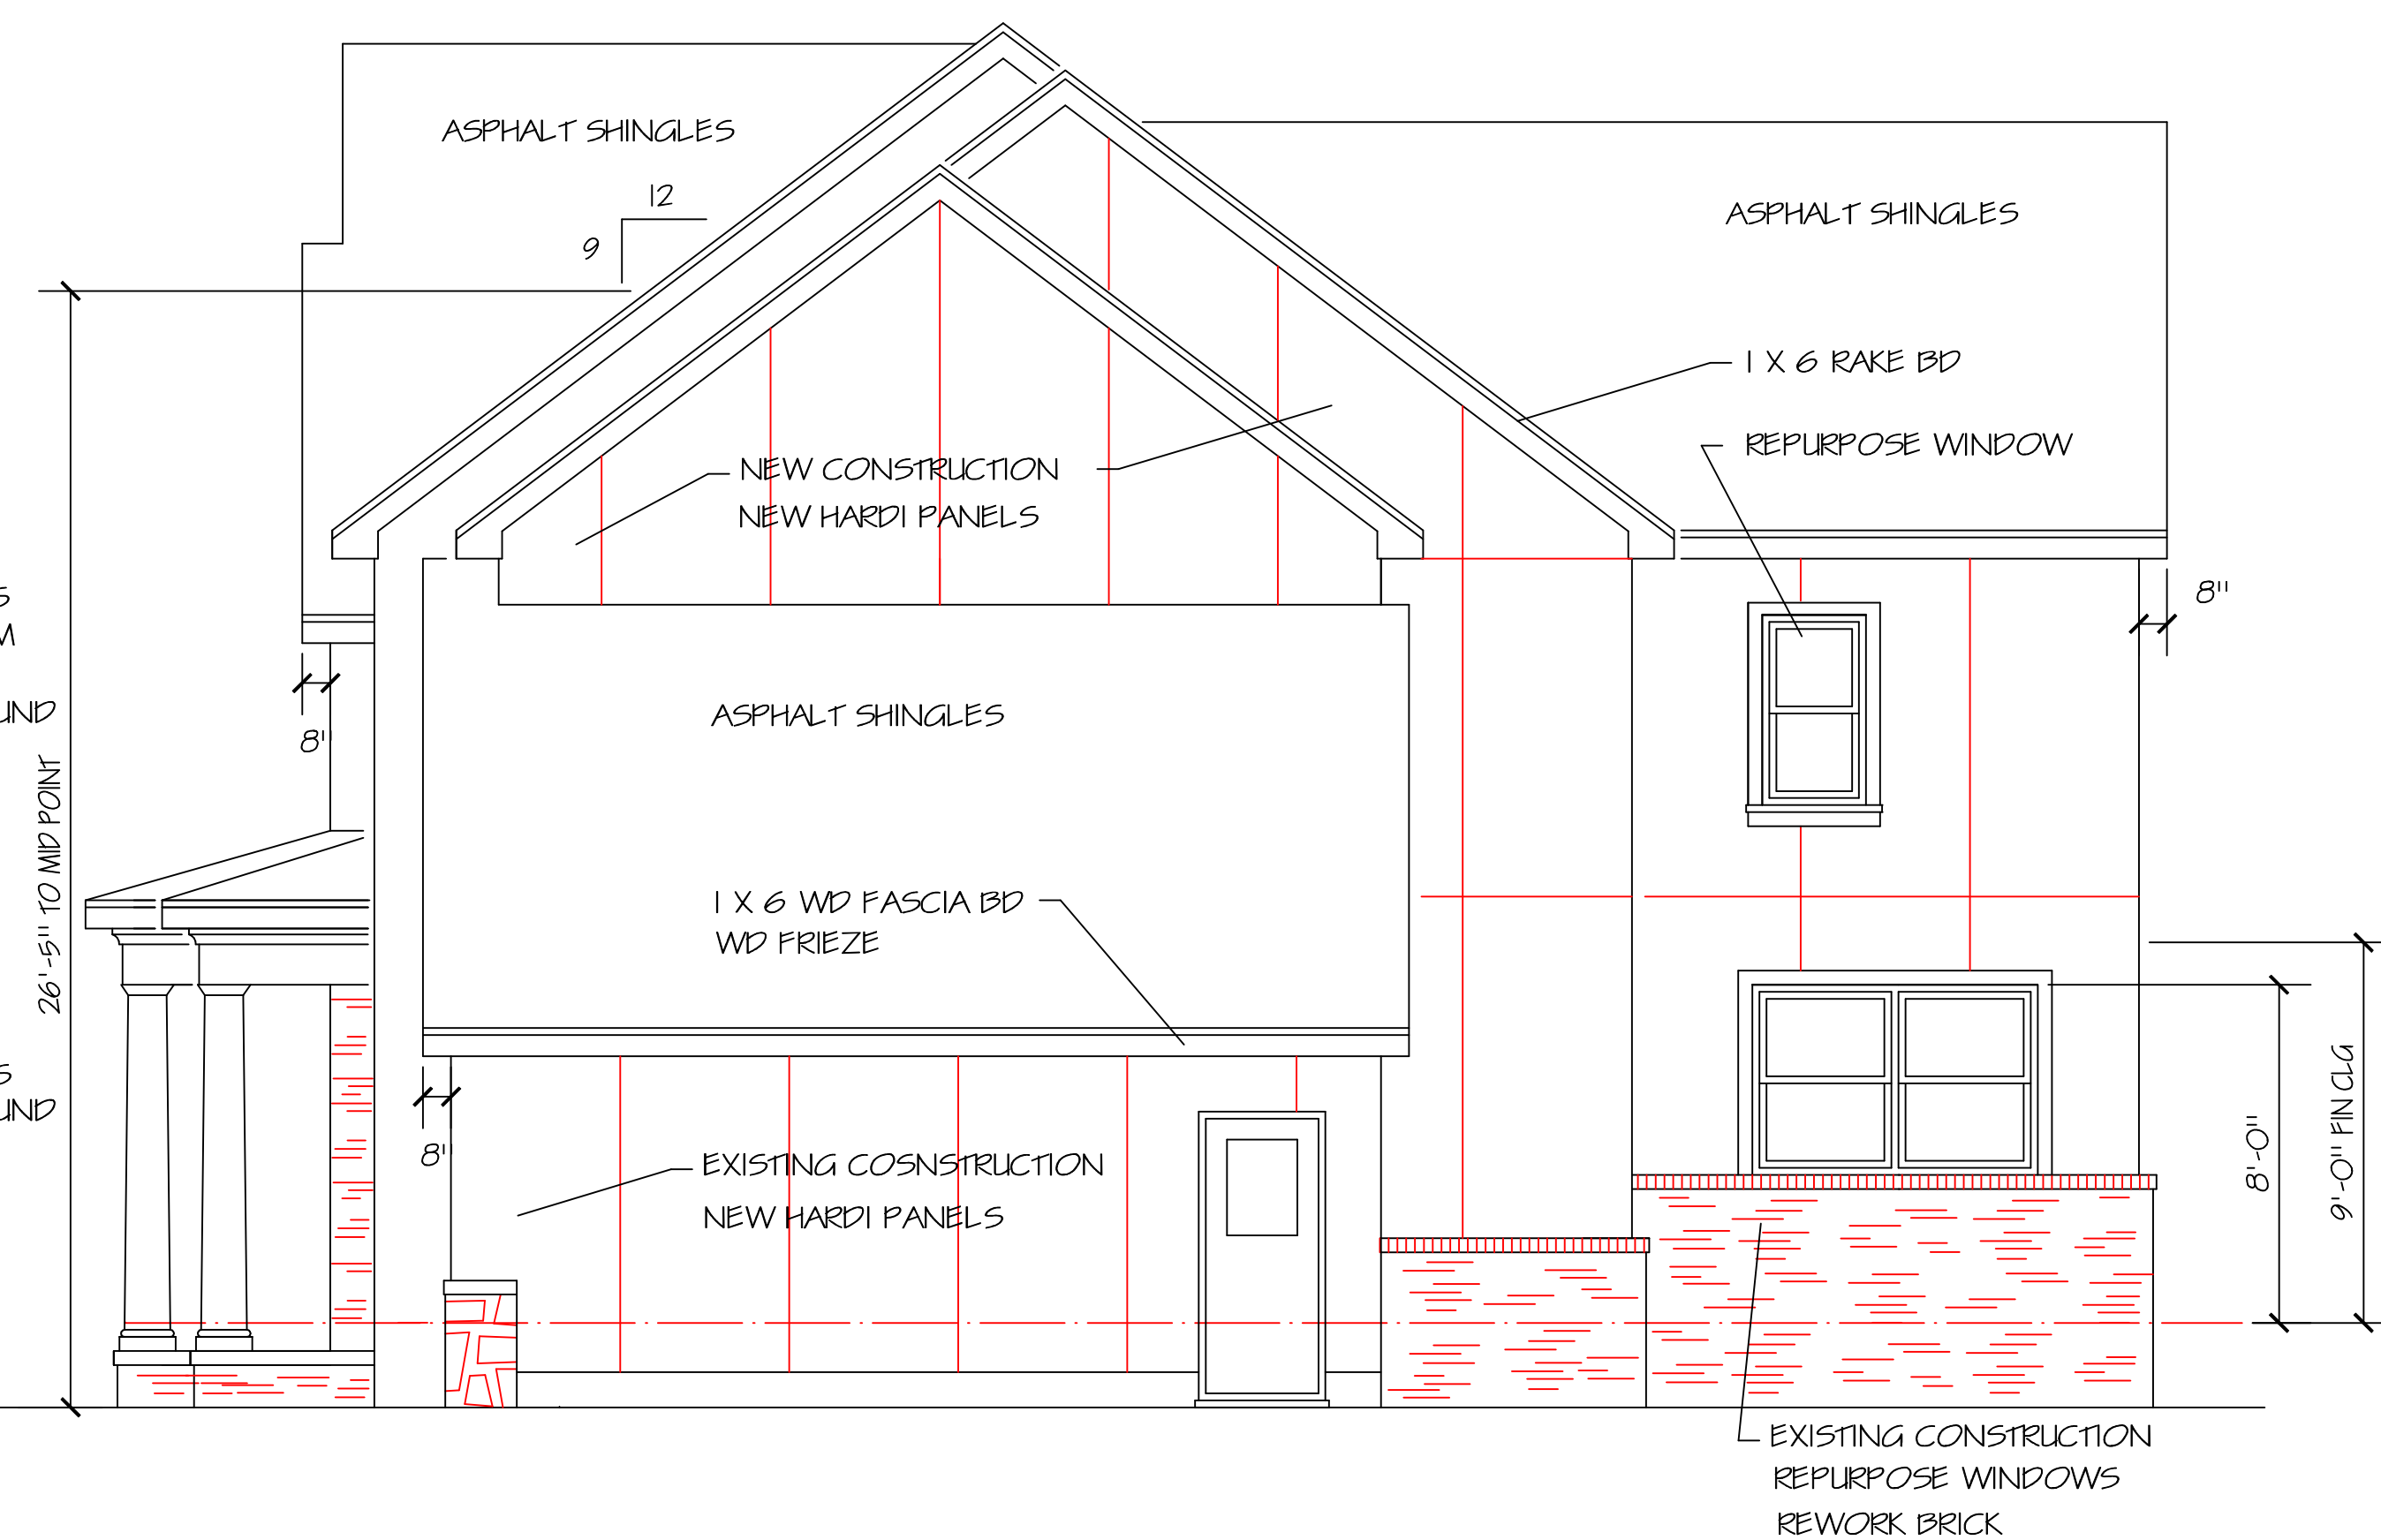 ASPHALT SHINGLES
12
9
ASPHALT SHINGLES
1 X 6 RAKE BD
REPURPOSE WINDOW
NEW CONSTRUCTION
NEW HARDI PANELS
8"
S
M
UND
8"
ASPHALT SHINGLES
26'-5" TO MID POINT
1 X 6 WD FASCIA BD
WD FRIEZE
S
UND
8"
EXISTING COSNSTRUCTION
NEW HARDI PANELS
8'-0"
9'-0" FIN CLG
EXISTING CONSTRUCTION
REPURPOSE WINDOWS
REWORK BRICK